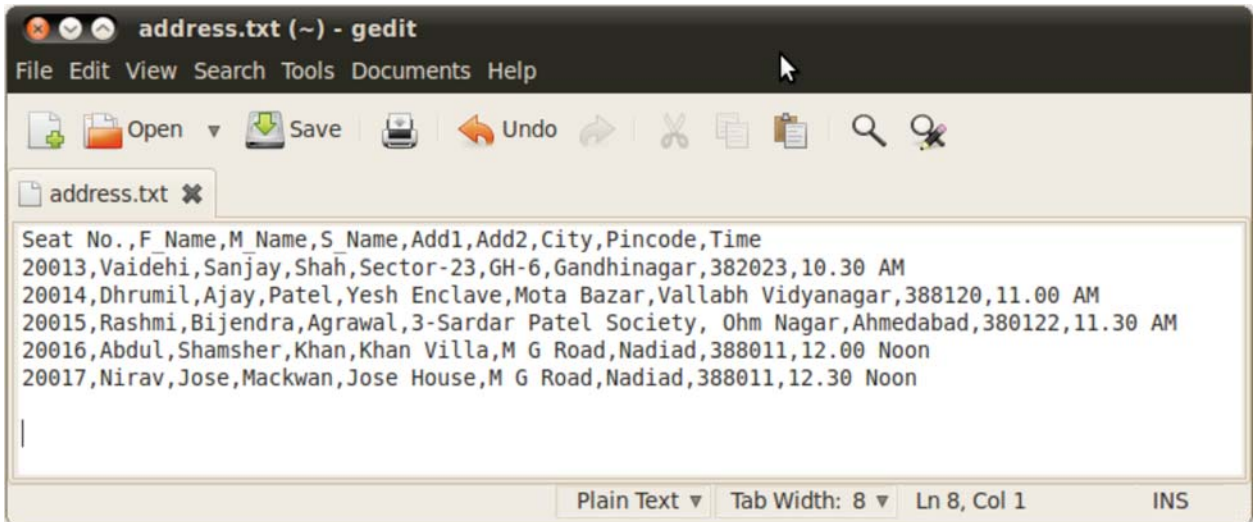 address.txt (~) - gedit
File Edit View Search Tools Documents Help
Open Save Undo
address.txt
Seat No.,F_Name,M_Name,S_Name,Add1,Add2,City,Pincode,Time
20013,Vaidehi,Sanjay,Shah,Sector-23,GH-6,Gandhinagar,382023,10.30 AM
20014,Dhrumil,Ajay,Patel,Yesh Enclave,Mota Bazar,Vallabh Vidyanagar,388120,11.00 AM
20015,Rashmi,Bijendra,Agrawal,3-Sardar Patel Society, Ohm Nagar,Ahmedabad,380122,11.30 AM
20016,Abdul,Shamsher,Khan,Khan Villa,M G Road,Nadiad,388011,12.00 Noon
20017,Nirav,Jose,Mackwan,Jose House,M G Road,Nadiad,388011,12.30 Noon
Plain Text Tab Width: 8 Ln 8, Col 1 INS